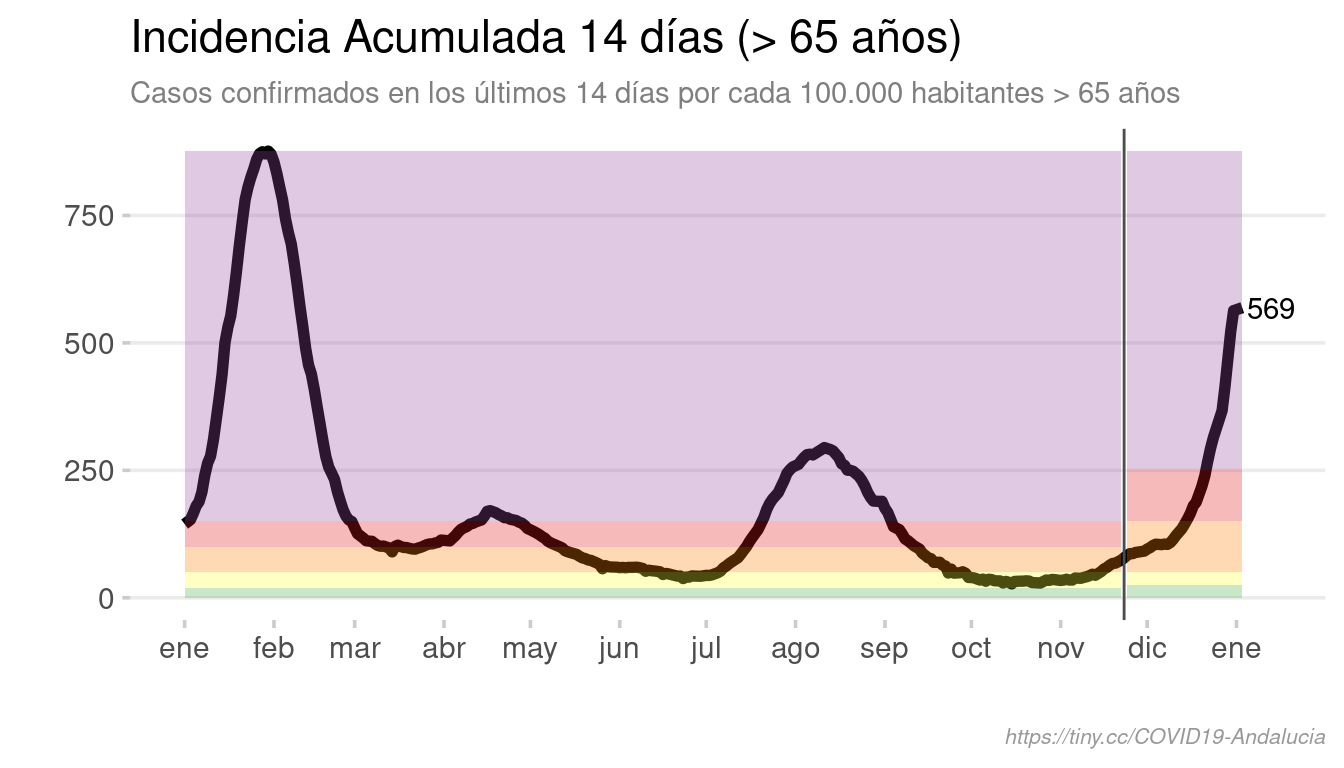 Incidencia Acumulada 14 días (> 65 años)
Casos confirmados en los últimos 14 días por cada 100.000 habitantes > 65 años
750
500
250
0
569
ene feb mar abr may jun jul ago sep oct nov dic ene
https://tiny.cc/COVID19-Andalucia